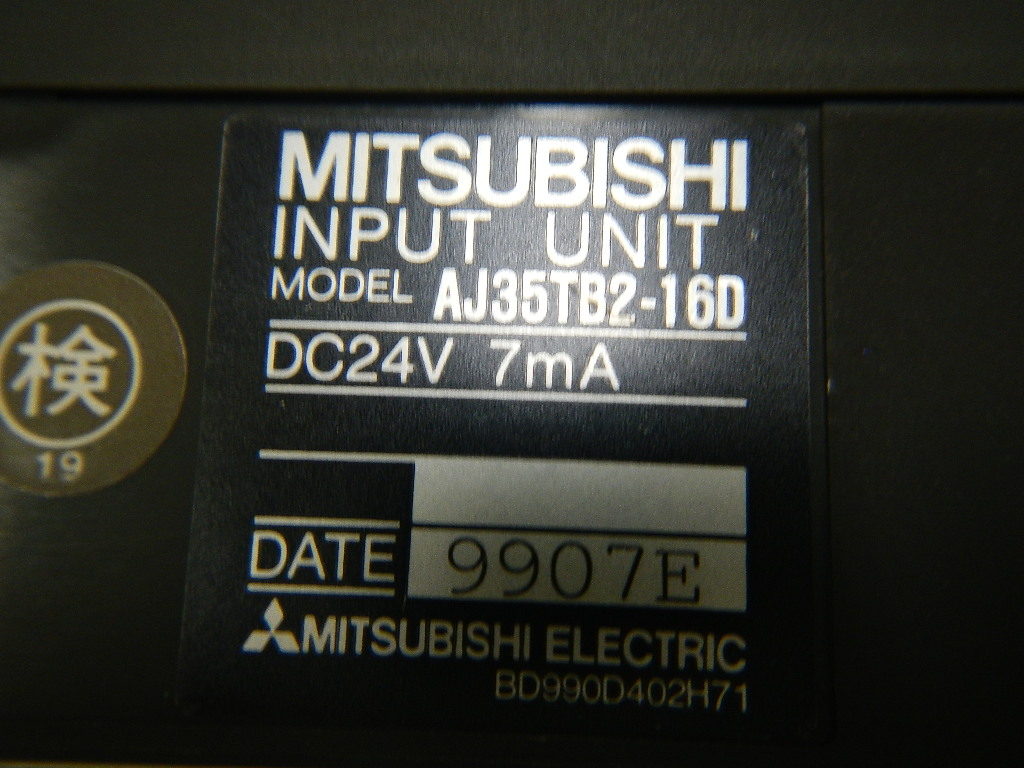 MITSUBISHI
INPUT UNIT
MODEL AJ35TB2-16D
DC24V 7mA
検
19
DATE 9907E
MITSUBISHI ELECTRIC
BD990D402H71